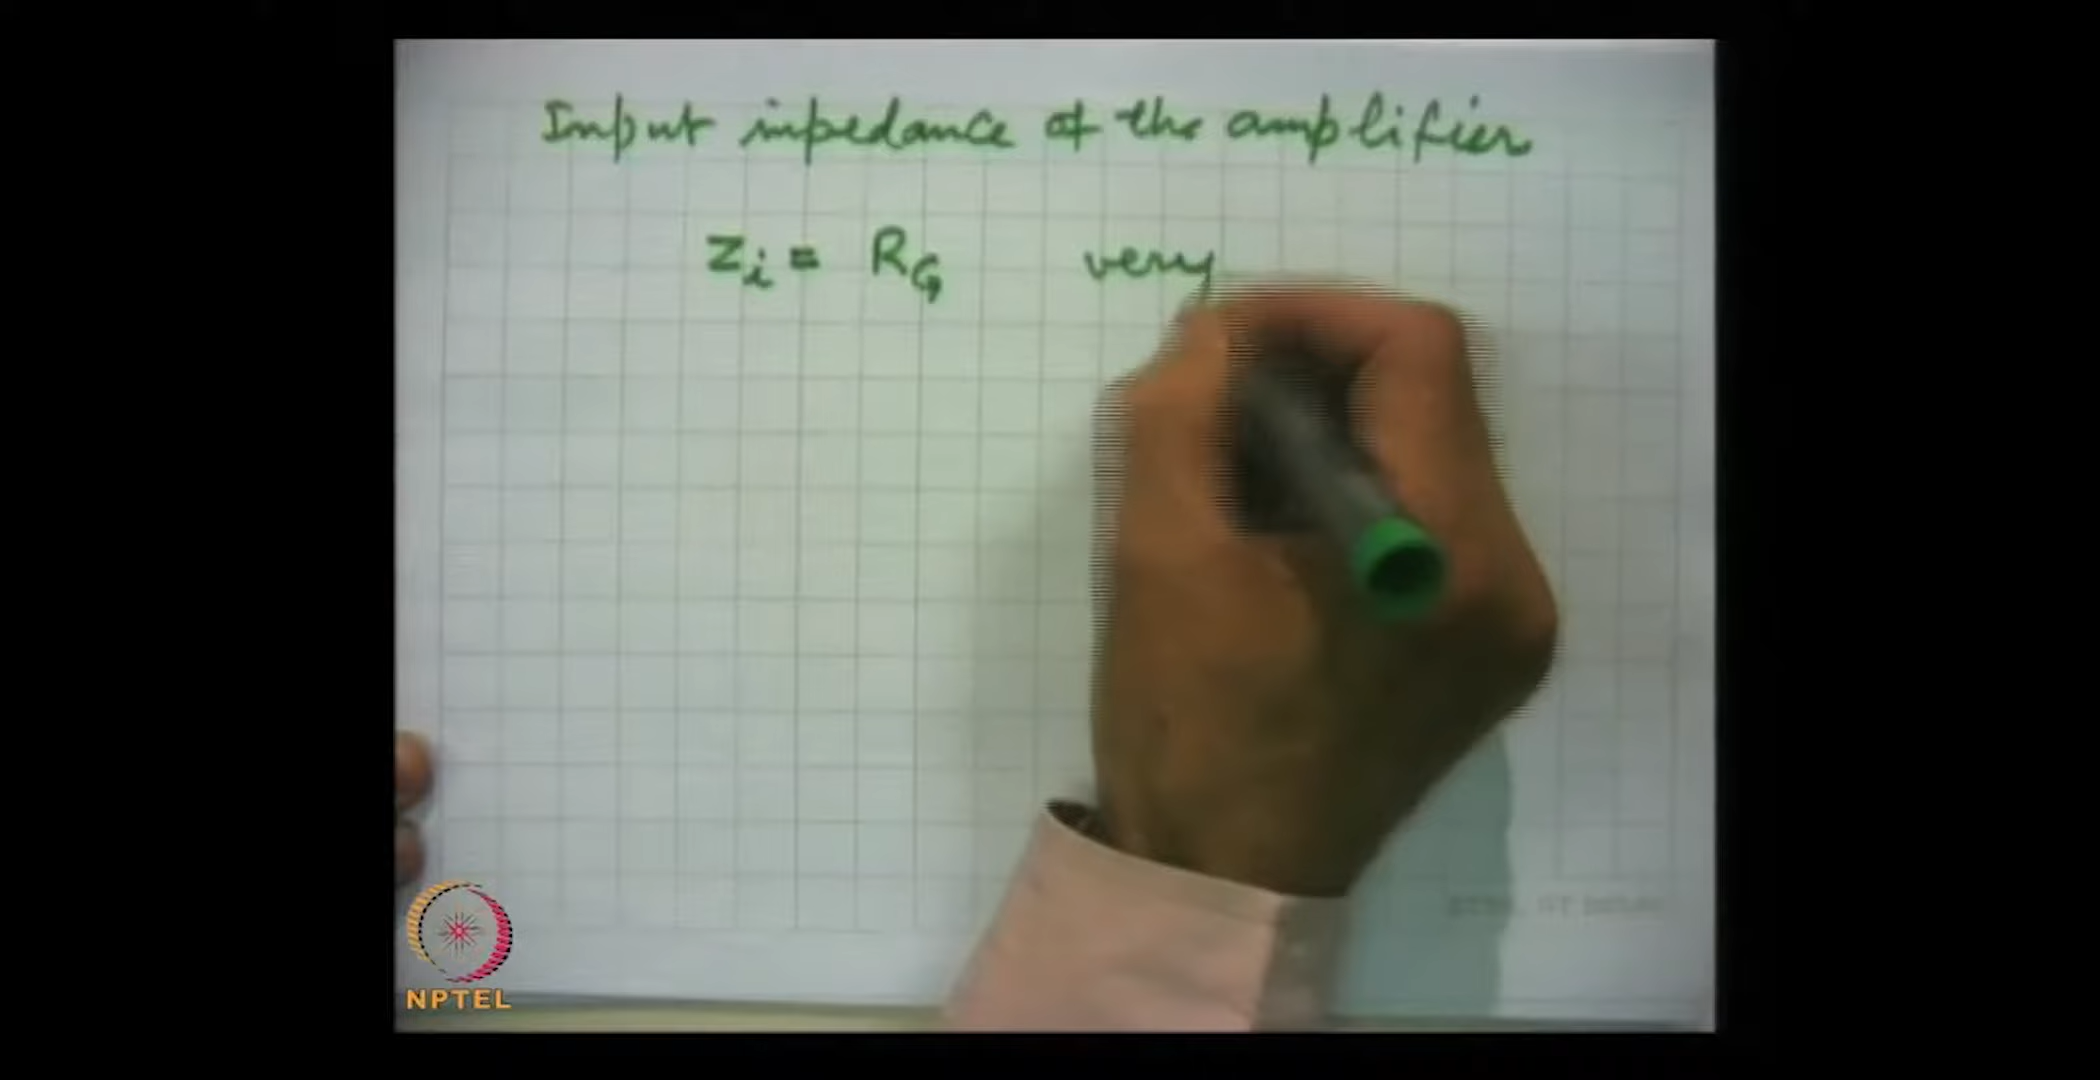 Input impedance of the amplifier
Zi = RG very
NPTEL